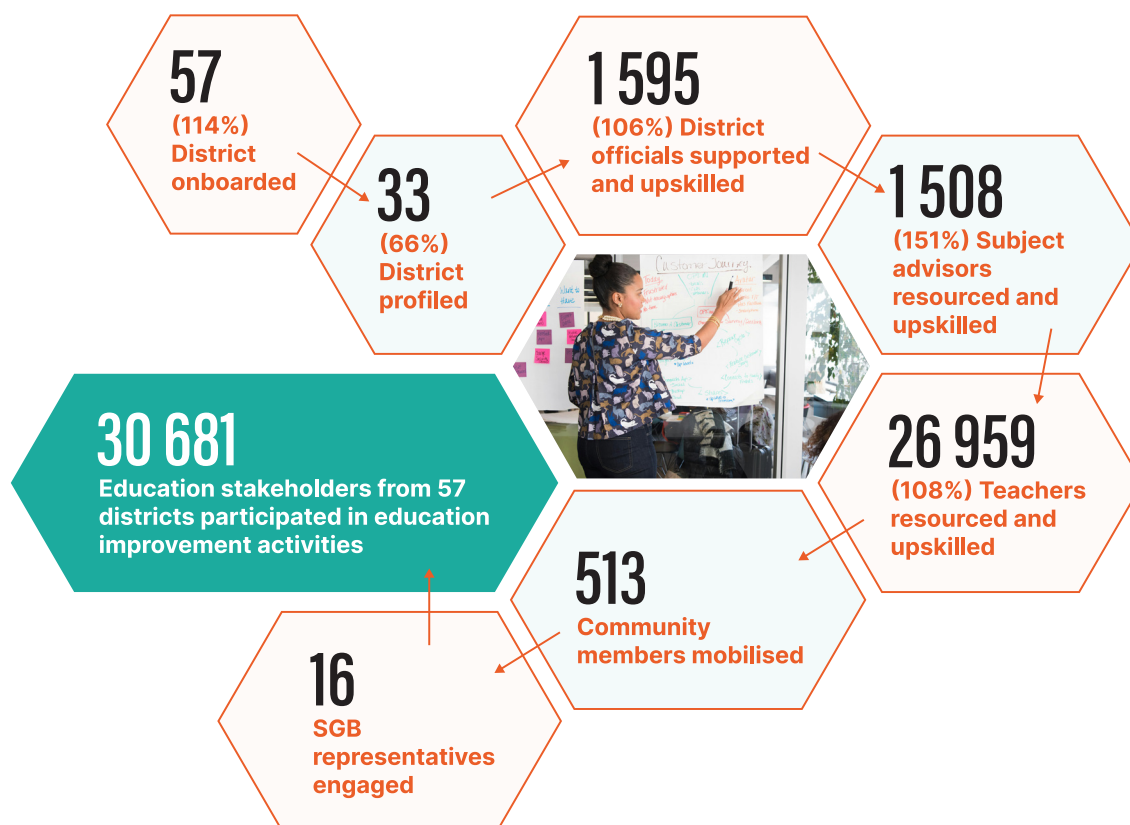 57
(114%)
District
onboarded
33
(66%)
District
profiled
1 595
(106%) District
officials supported
and upskilled
1 508
(151%) Subject
advisors
resourced and
upskilled
26 959
(108%) Teachers
resourced and
upskilled
513
Community
members mobilised
16
SGB
representatives
engaged
30 681
Education stakeholders from 57
districts participated in education
improvement activities
Customer Journey